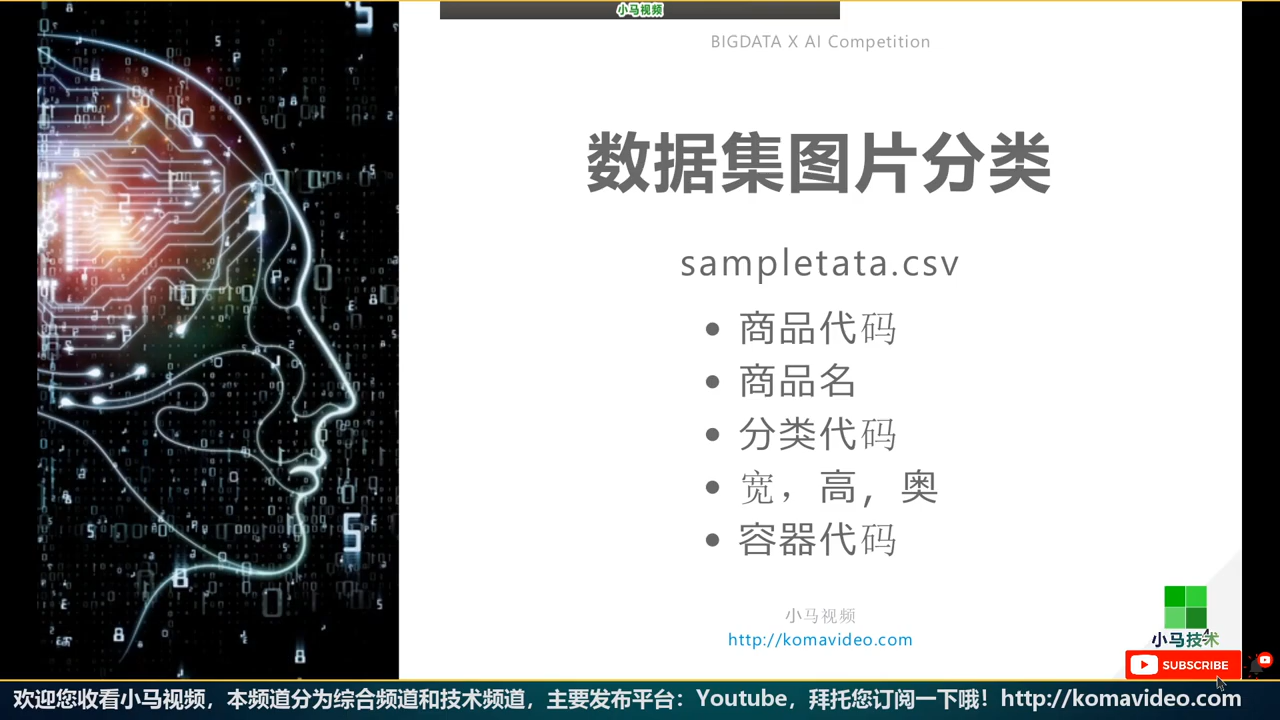 小马视频
BIGDATA X AI Competition
数据集图片分类
sampletata.csv
• 商品代码
• 商品名
• 分类代码
• 宽，高，奥
• 容器代码
小马视频
http://komavideo.com
小马技术
SUBSCRIBE
欢迎您收看小马视频，本频道分为综合频道和技术频道，主要发布平台：Youtube，拜托您订阅一下哦！http://komavideo.com